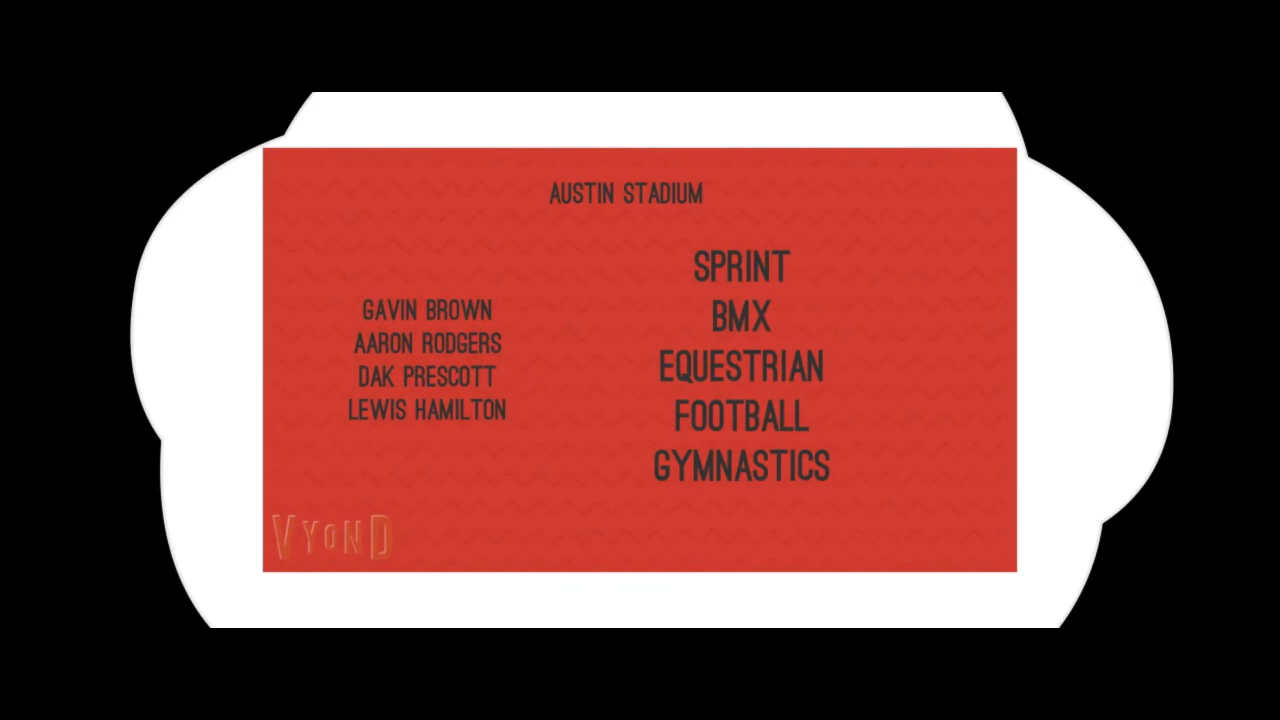 AUSTIN STADIUM
GAVIN BROWN
AARON RODGERS
DAK PRESCOTT
LEWIS HAMILTON
SPRINT
BMX
EQUESTRIAN
FOOTBALL
GYMNASTICS
VYOND